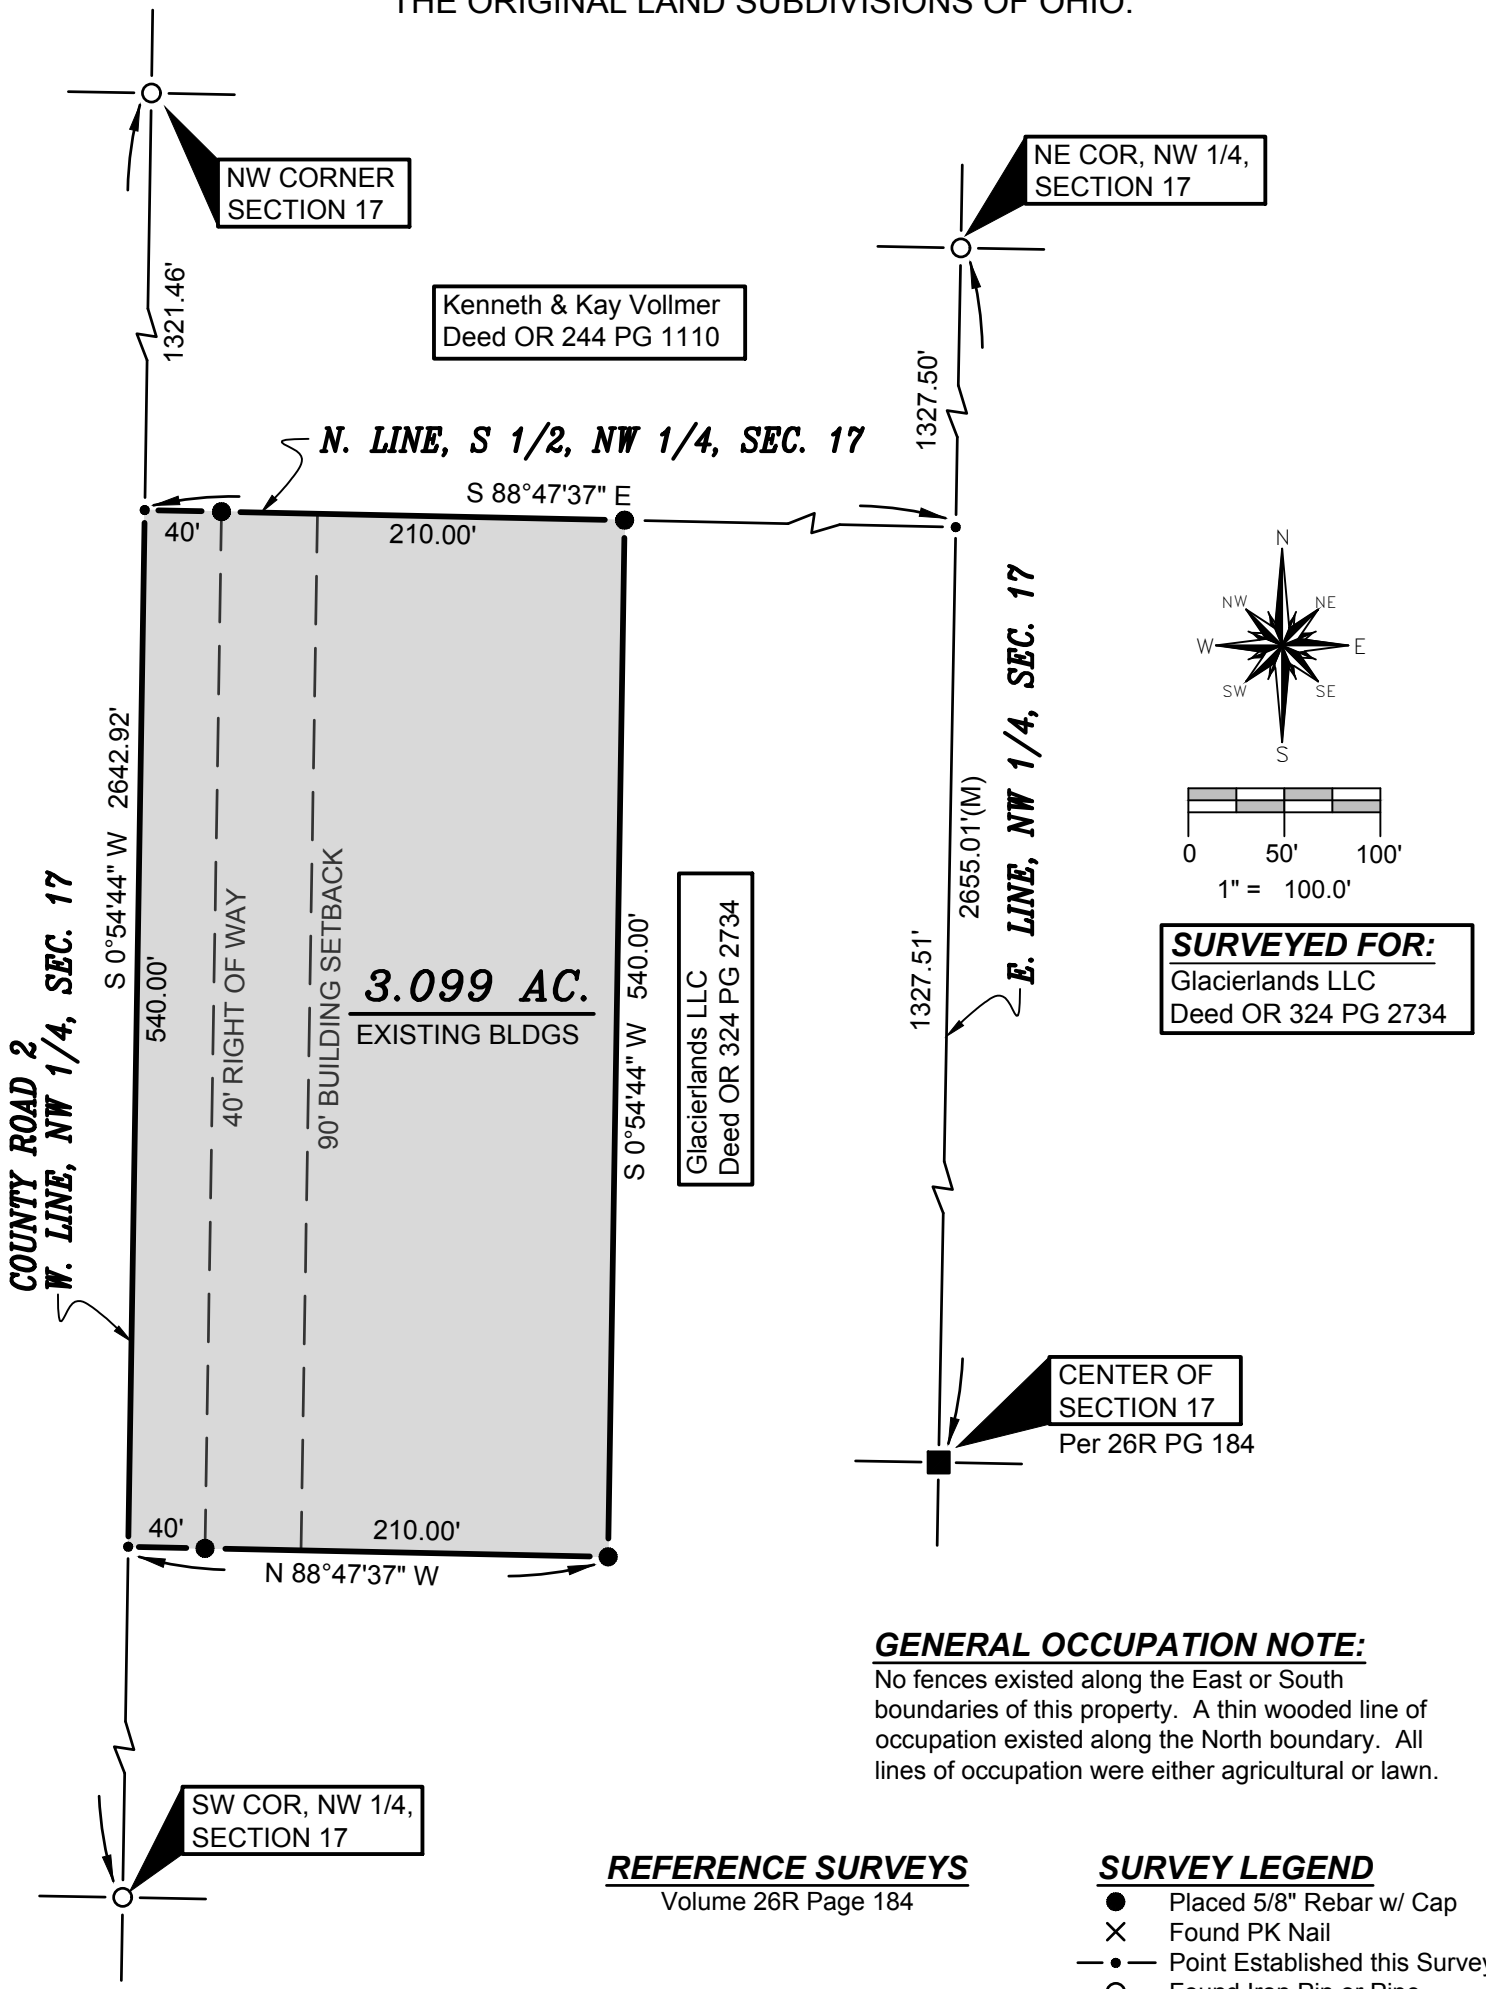 THE ORIGINAL LAND SUBDIVISIONS OF OHIO.
NW CORNER
SECTION 17
NE COR, NW 1/4,
SECTION 17
1321.46'
Kenneth & Kay Vollmer
Deed OR 244 PG 1110
1327.50'
N. LINE, S 1/2, NW 1/4, SEC. 17
S 88°47'37" E
40'
210.00'
N
NW
NE
W
E
SW
SE
S
0
50'
100'
1" = 100.0'
SURVEYED FOR:
Glacierlands LLC
Deed OR 324 PG 2734
COUNTY ROAD 2
W. LINE, NW 1/4, SEC. 17
S 0°54'44" W 2642.92'
540.00'
40' RIGHT OF WAY
90' BUILDING SETBACK
3.099 AC.
EXISTING BLDGS
S 0°54'44" W 540.00'
Glacierlands LLC
Deed OR 324 PG 2734
1327.51'
2655.01'(M)
E. LINE, NW 1/4, SEC. 17
CENTER OF
SECTION 17
Per 26R PG 184
40'
210.00'
N 88°47'37" W
GENERAL OCCUPATION NOTE:
No fences existed along the East or South
boundaries of this property. A thin wooded line of
occupation existed along the North boundary. All
lines of occupation were either agricultural or lawn.
SW COR, NW 1/4,
SECTION 17
REFERENCE SURVEYS
Volume 26R Page 184
SURVEY LEGEND
Placed 5/8" Rebar w/ Cap
Found PK Nail
Point Established this Survey
Found Iron Pin or Pipe